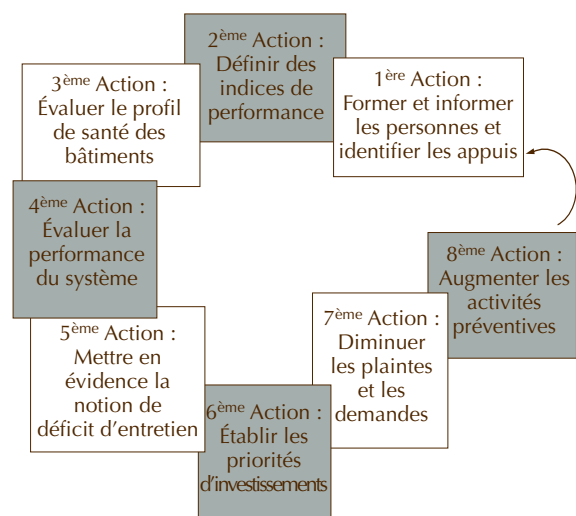 1ère Action :
Former et informer
les personnes et
identifier les appuis
2ème Action :
Définir des
indices de
performance
3ème Action :
Évaluer le profil
de santé des
bâtiments
4ème Action :
Évaluer la
performance
du système
5ème Action :
Mettre en
évidence la
notion de
déficit d’entretien
6ème Action :
Établir les
priorités
d’investissements
7ème Action :
Diminuer
les plaintes
et les
demandes
8ème Action :
Augmenter les
activités
préventives